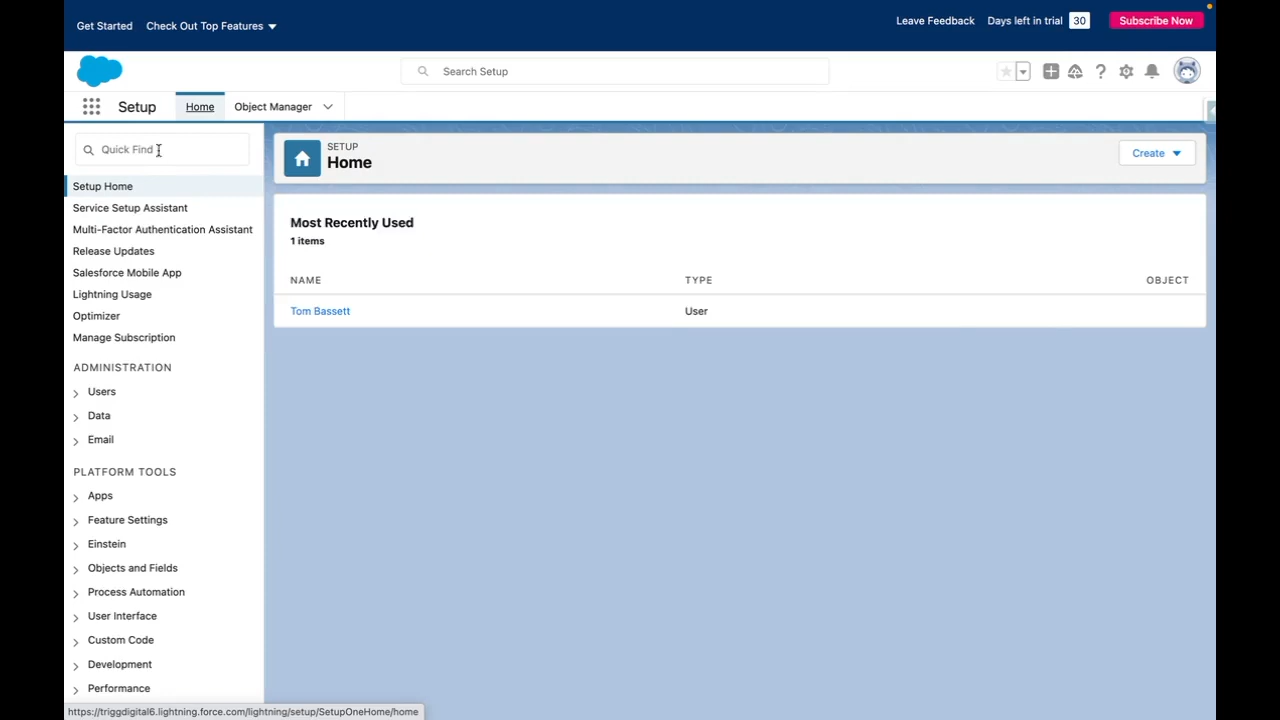 Get Started
Check Out Top Features
Leave Feedback
Days left in trial 30
Subscribe Now
Search Setup
Setup
Home
Object Manager
Quick Find
Setup Home
Service Setup Assistant
Multi-Factor Authentication Assistant
Release Updates
Salesforce Mobile App
Lightning Usage
Optimizer
Manage Subscription
ADMINISTRATION
Users
Data
Email
PLATFORM TOOLS
Apps
Feature Settings
Einstein
Objects and Fields
Process Automation
User Interface
Custom Code
Development
Performance
SETUP
Home
Create
Most Recently Used
1 items
NAME TYPE OBJECT
Tom Bassett User
https://triggdigital6.lightning.force.com/lightning/setup/SetupOneHome/home